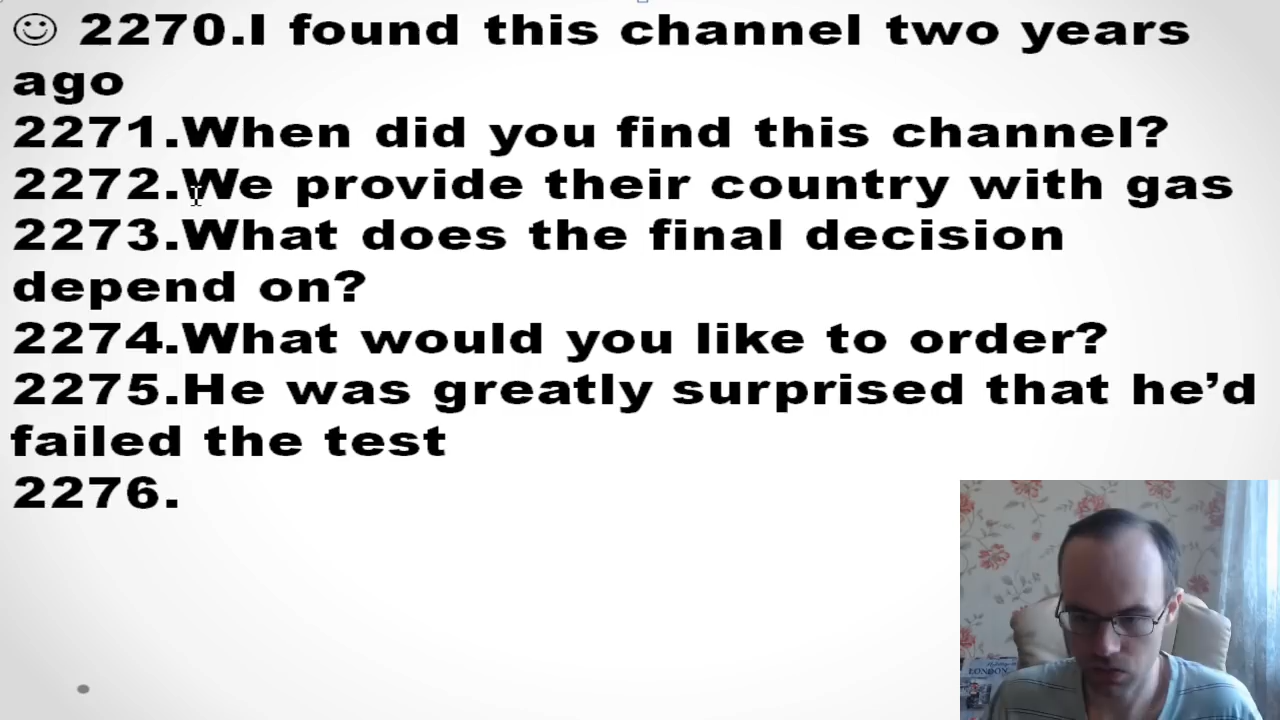 ☺ 2270.I found this channel two years
ago
2271.When did you find this channel?
2272.We provide their country with gas
2273.What does the final decision
depend on?
2274.What would you like to order?
2275.He was greatly surprised that he’d
failed the test
2276.
LONDON